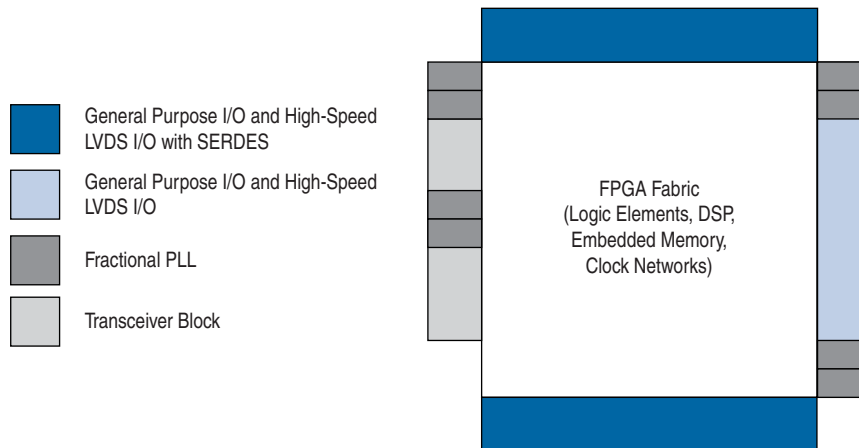 General Purpose I/O and High-Speed
LVDS I/O with SERDES
General Purpose I/O and High-Speed
LVDS I/O
Fractional PLL
Transceiver Block
FPGA Fabric
(Logic Elements, DSP,
Embedded Memory,
Clock Networks)